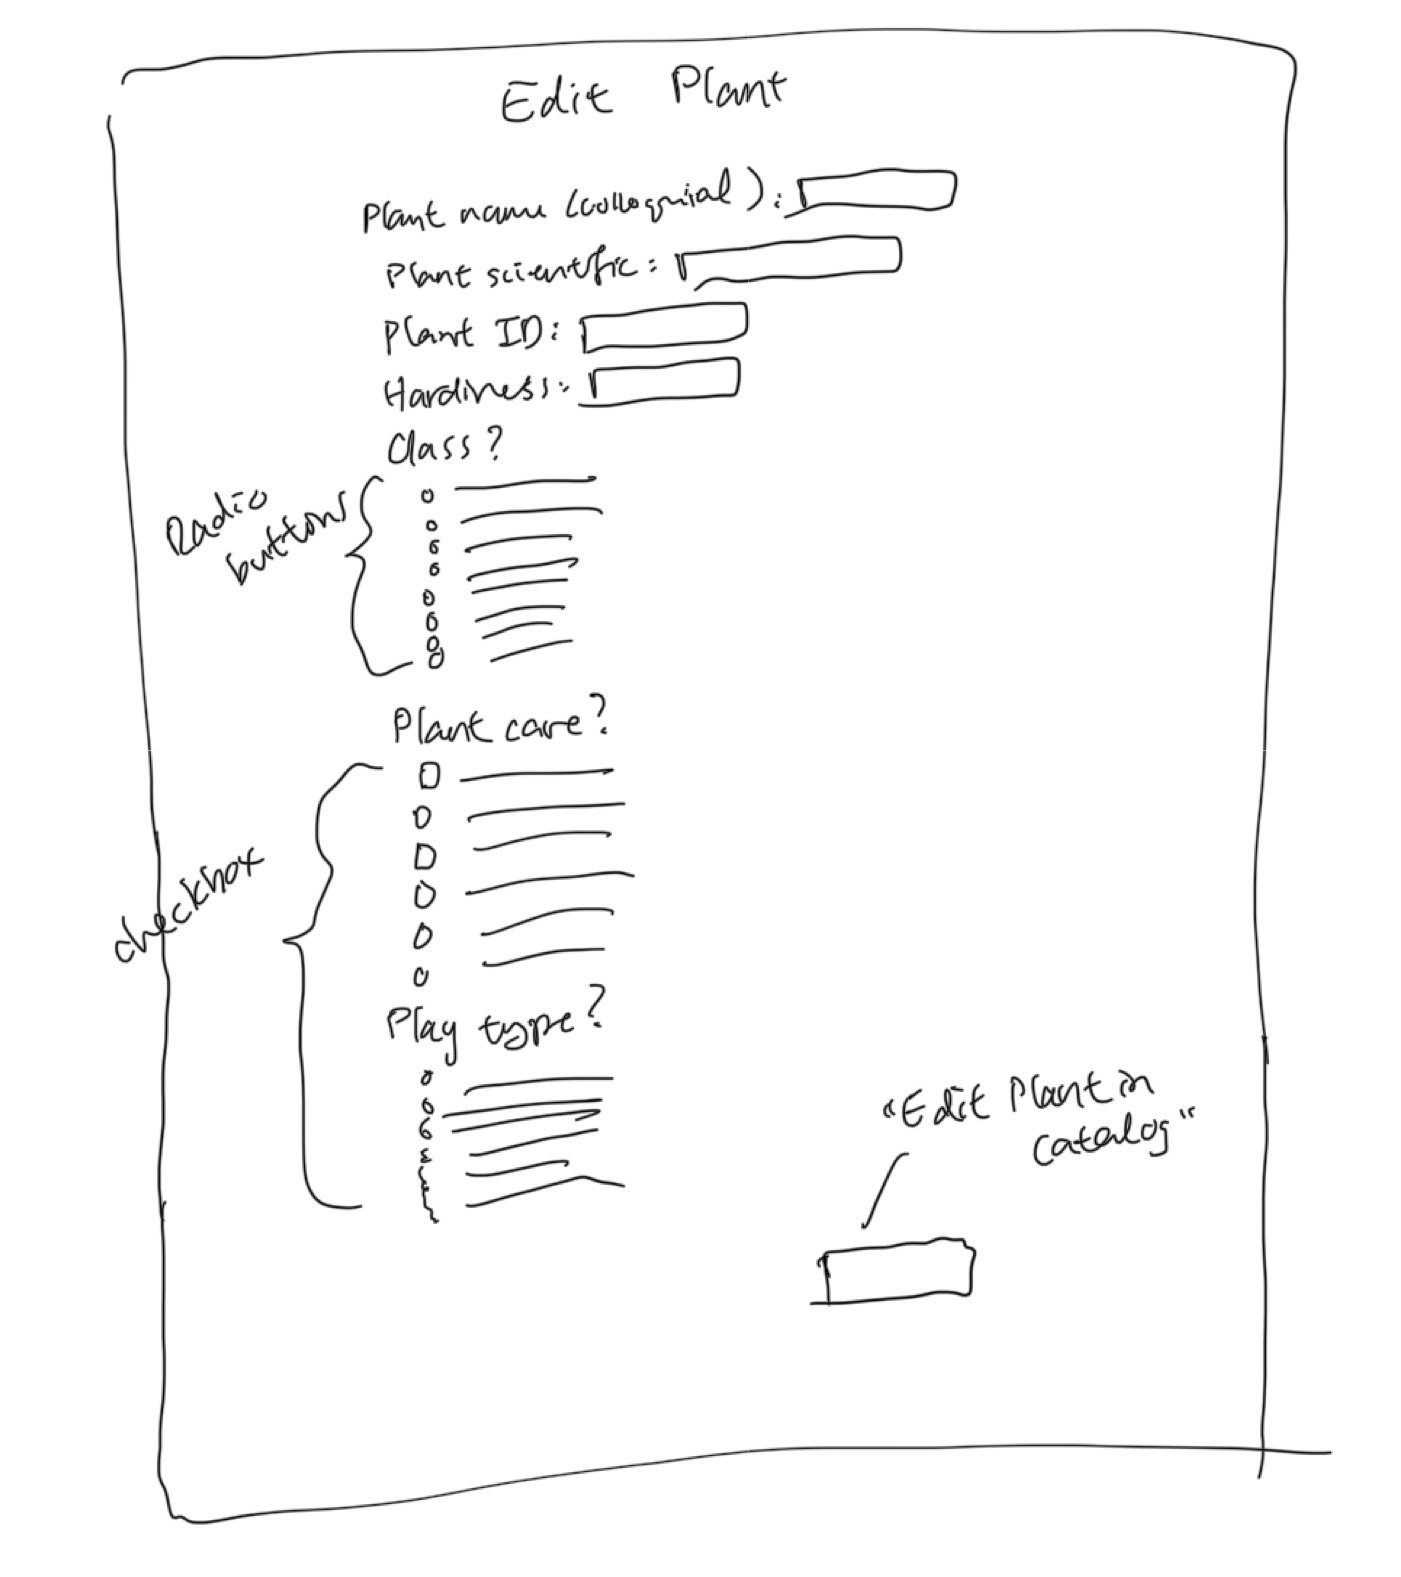 Edit Plant
Plant name (colloquial):
Plant scientific:
Plant ID:
Hardiness:
Class?
Radio
buttons
Plant care?
checkbox
Play type?
"Edit Plant in
catalog"